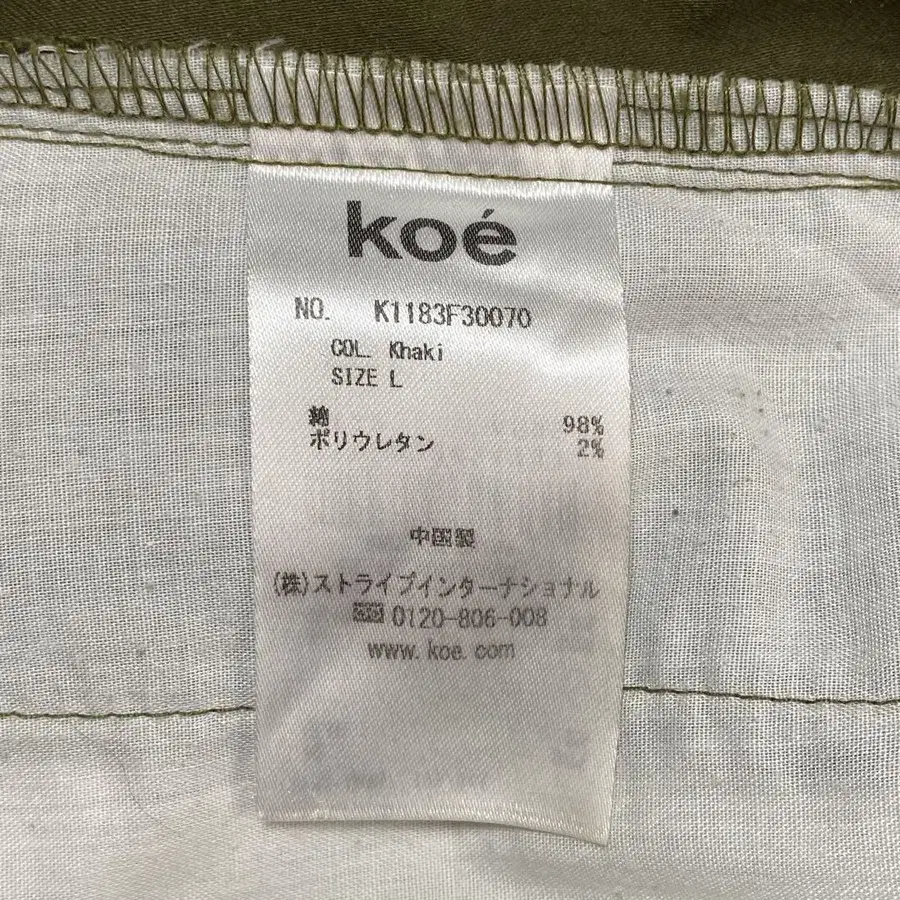 koé
NO. K1183F30070
COL. Khaki
SIZE L
綿 98%
ポリウレタン 2%
中国製
(株)ストライプインターナショナル
0120-806-008
www.koe.com